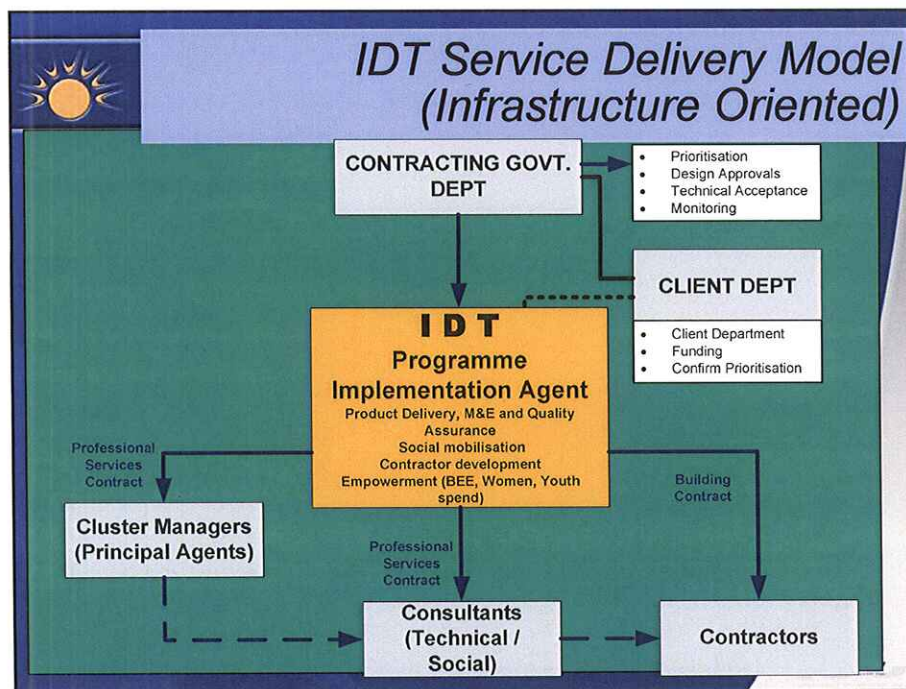 IDT Service Delivery Model
(Infrastructure Oriented)
CONTRACTING GOVT.
DEPT
• Prioritisation
• Design Approvals
• Technical Acceptance
• Monitoring
CLIENT DEPT
• Client Department
• Funding
• Confirm Prioritisation
IDT
Programme
Implementation Agent
Product Delivery, M&E and Quality
Assurance
Social mobilisation
Contractor development
Empowerment (BEE, Women, Youth
spend)
Professional
Services
Contract
Building
Contract
Cluster Managers
(Principal Agents)
Professional
Services
Contract
Consultants
(Technical /
Social)
Contractors